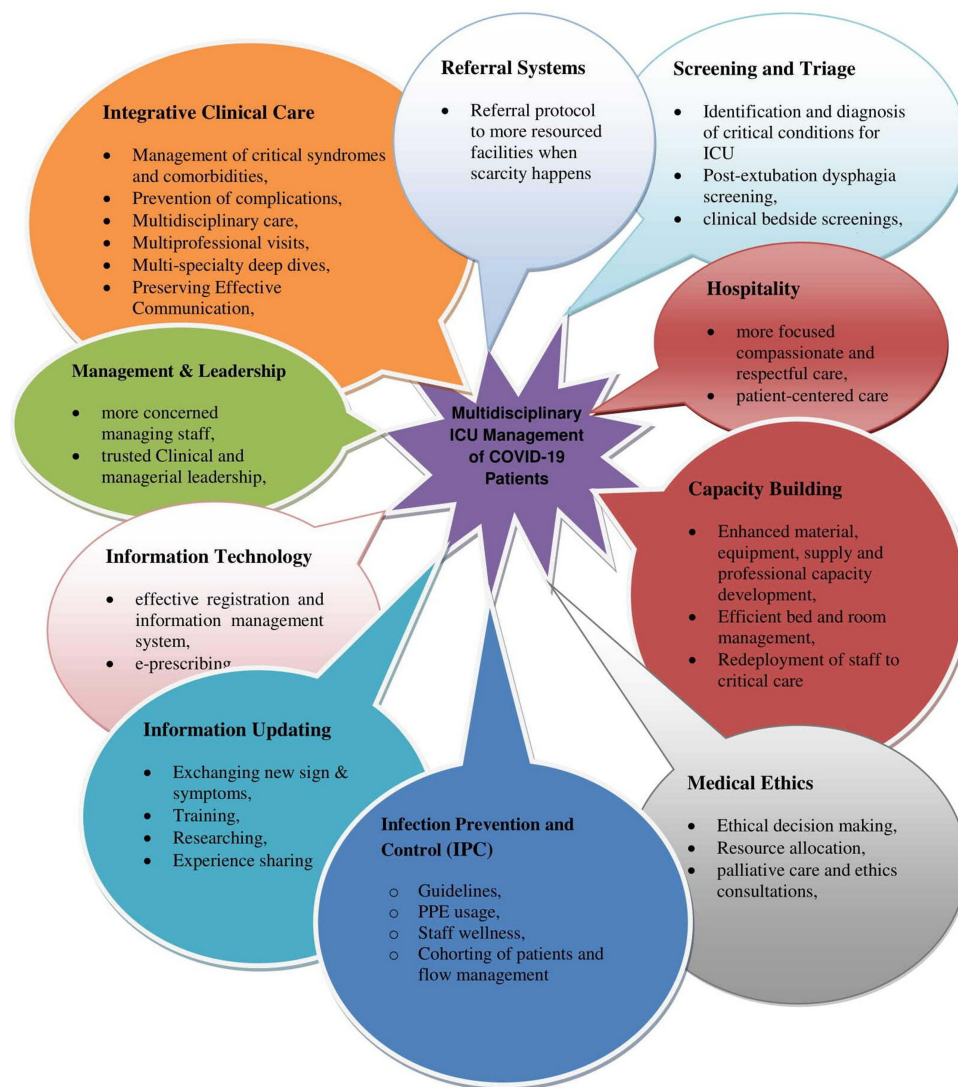 Integrative Clinical Care
• Management of critical syndromes
and comorbidities,
• Prevention of complications,
• Multidisciplinary care,
• Multiprofessional visits,
• Multi-specialty deep dives,
• Preserving Effective
Communication,
Referral Systems
• Referral protocol
to more resourced
facilities when
scarcity happens
Screening and Triage
• Identification and diagnosis
of critical conditions for
ICU
• Post-extubation dysphagia
screening,
• clinical bedside screenings,
Hospitality
• more focused
compassionate and
respectful care,
• patient-centered care
Management & Leadership
• more concerned
managing staff,
• trusted Clinical and
managerial leadership,
Multidisciplinary
ICU Management
of COVID-19
Patients
Capacity Building
• Enhanced material,
equipment, supply and
professional capacity
development,
• Efficient bed and room
management,
• Redeployment of staff to
critical care
Information Technology
• effective registration and
information management
system,
• e-prescribing
Information Updating
• Exchanging new sign &
symptoms,
• Training,
• Researching,
• Experience sharing
Infection Prevention and
Control (IPC)
o Guidelines,
o PPE usage,
o Staff wellness,
o Cohorting of patients and
flow management
Medical Ethics
• Ethical decision making,
• Resource allocation,
• palliative care and ethics
consultations,